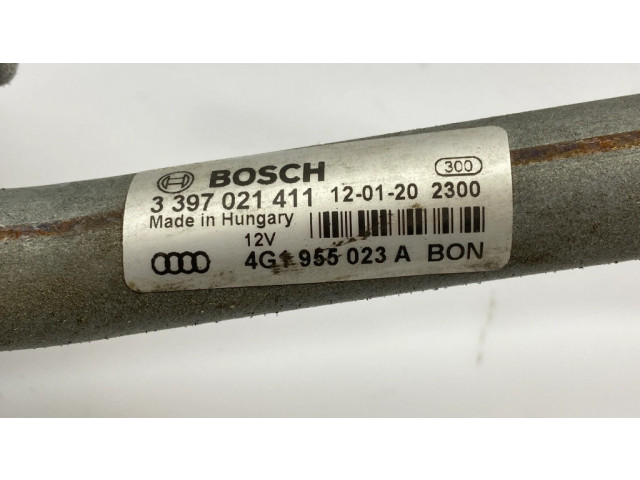 BOSCH 300
3 397 021 411 12-01-20 2300
Made in Hungary
12V
4G1 955 023 A BON